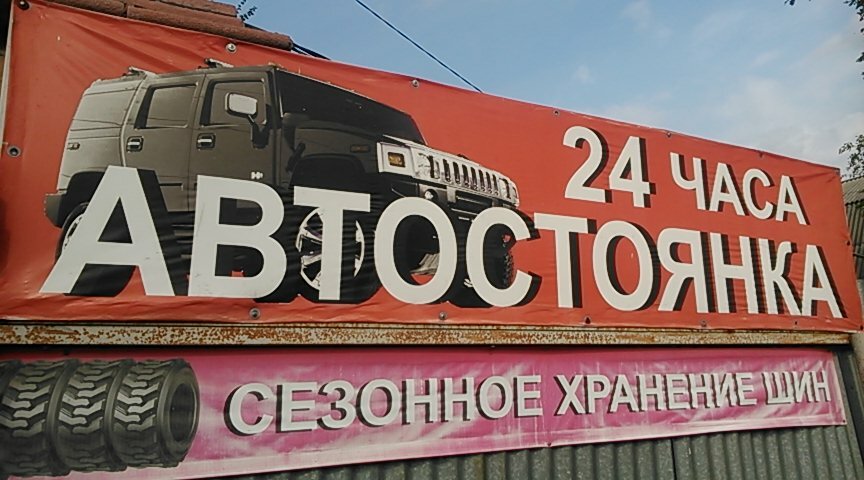 24 ЧАСА
АВТОСТОЯНКА
СЕЗОННОЕ ХРАНЕНИЕ ШИН